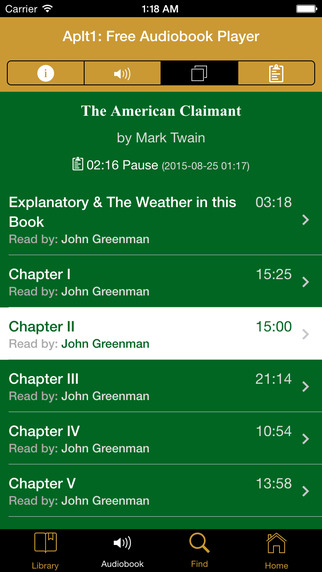 Carrier 1:18 AM
Aplt1: Free Audiobook Player
The American Claimant
by Mark Twain
02:16 Pause (2015-08-25 01:17)
Explanatory & The Weather in this 03:18
Book
Read by: John Greenman
Chapter I 15:25
Read by: John Greenman
Chapter II 15:00
Read by: John Greenman
Chapter III 21:14
Read by: John Greenman
Chapter IV 10:54
Read by: John Greenman
Chapter V 13:58
Read by: John Greenman
Library Audiobook Find Home